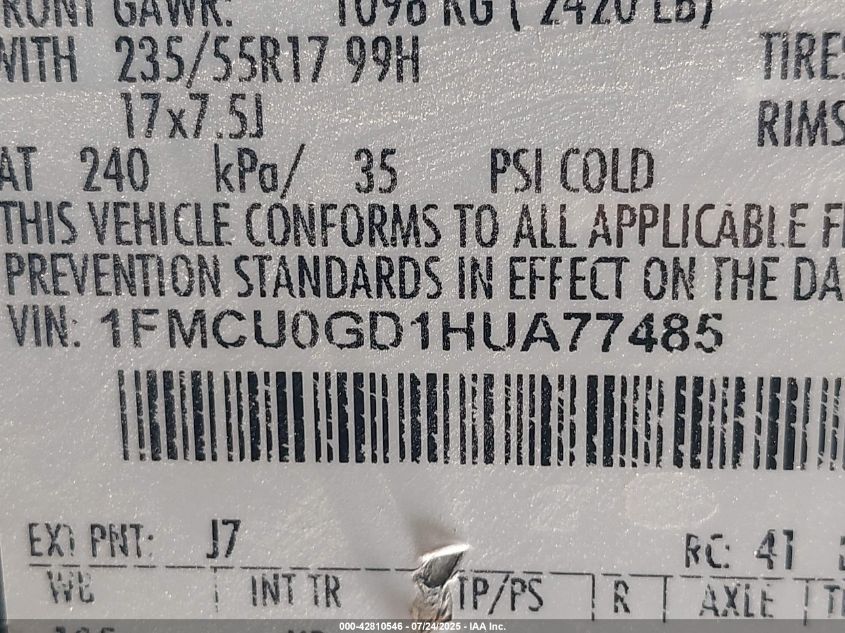 RONT GAWR: 1098 KG ( 2420 LB)
WITH 235/55R17 99H TIRES
17x7.5J RIMS
AT 240 kPa/ 35 PSI COLD
THIS VEHICLE CONFORMS TO ALL APPLICABLE F
PREVENTION STANDARDS IN EFFECT ON THE DA
VIN: 1FMCU0GD1HUA77485
EXT PNT: J7 RC: 41
WB INT TR TP/PS R AXLE T
000-42810546 - 07/24/2025 - IAA Inc.